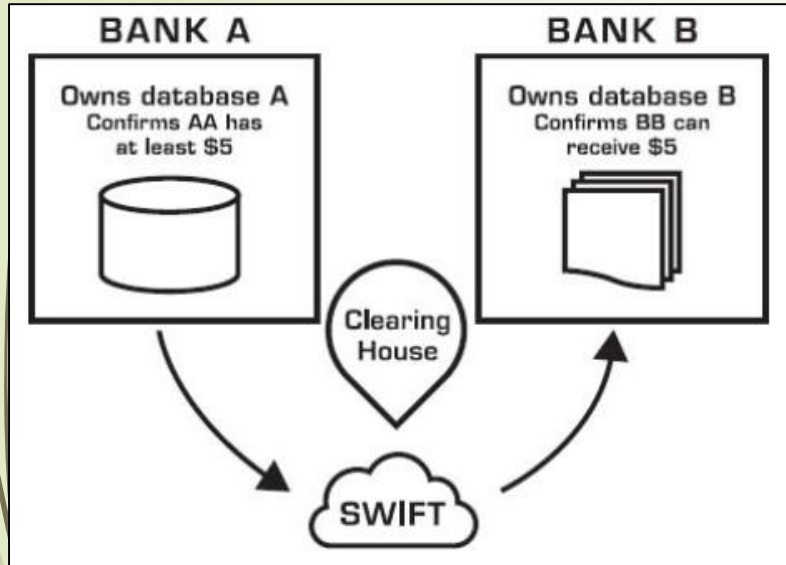 BANK A
Owns database A
Confirms AA has
at least $5
BANK B
Owns database B
Confirms BB can
receive $5
Clearing
House
SWIFT